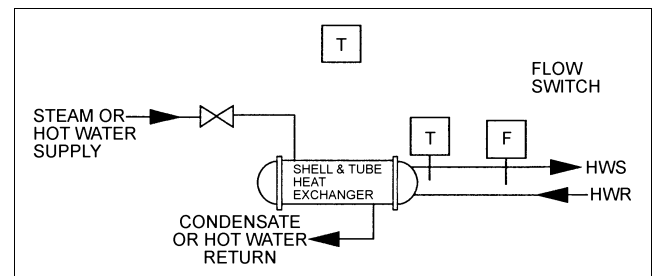 T
FLOW
SWITCH
STEAM OR
HOT WATER
SUPPLY
T
F
SHELL & TUBE
HEAT
EXCHANGER
HWS
HWR
CONDENSATE
OR HOT WATER
RETURN